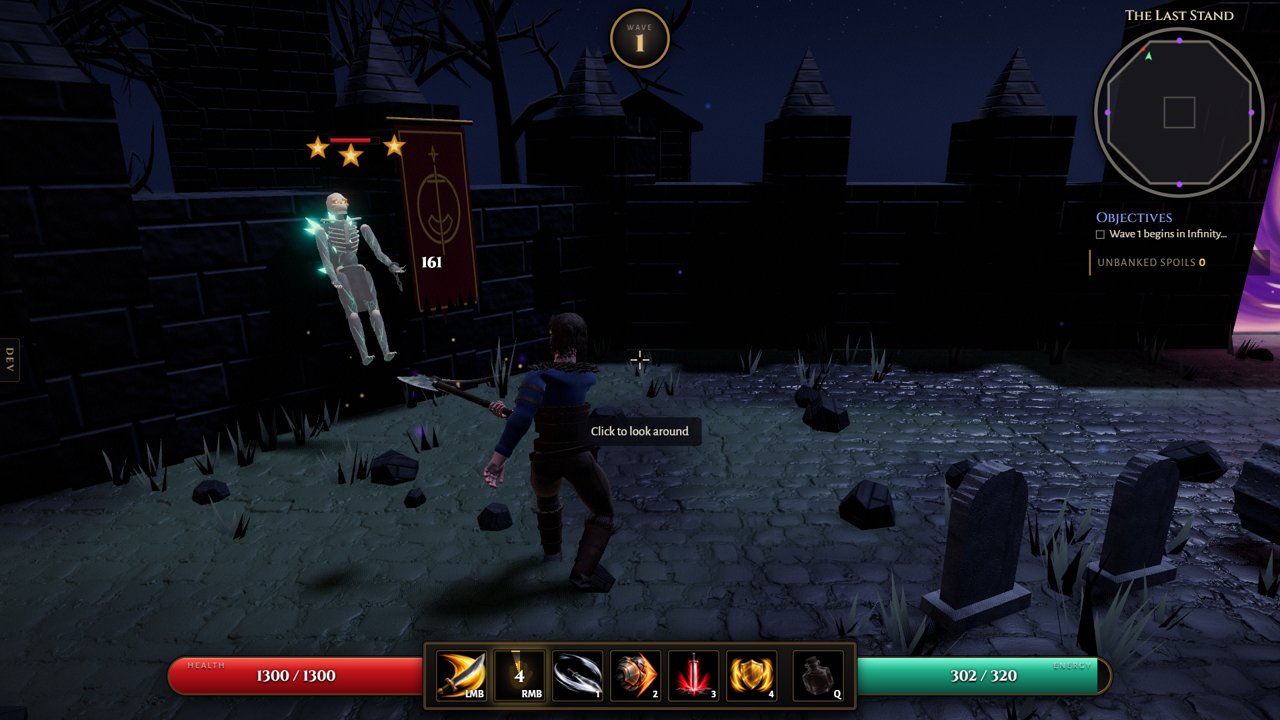 WAVE
1
THE LAST STAND
OBJECTIVES
Wave 1 begins in Infinity...
UNBANKED SPOILS 0
161
DEV
Click to look around
HEALTH
1300 / 1300
LMB
4
RMB
1
2
3
4
Q
302 / 320
ENERGY